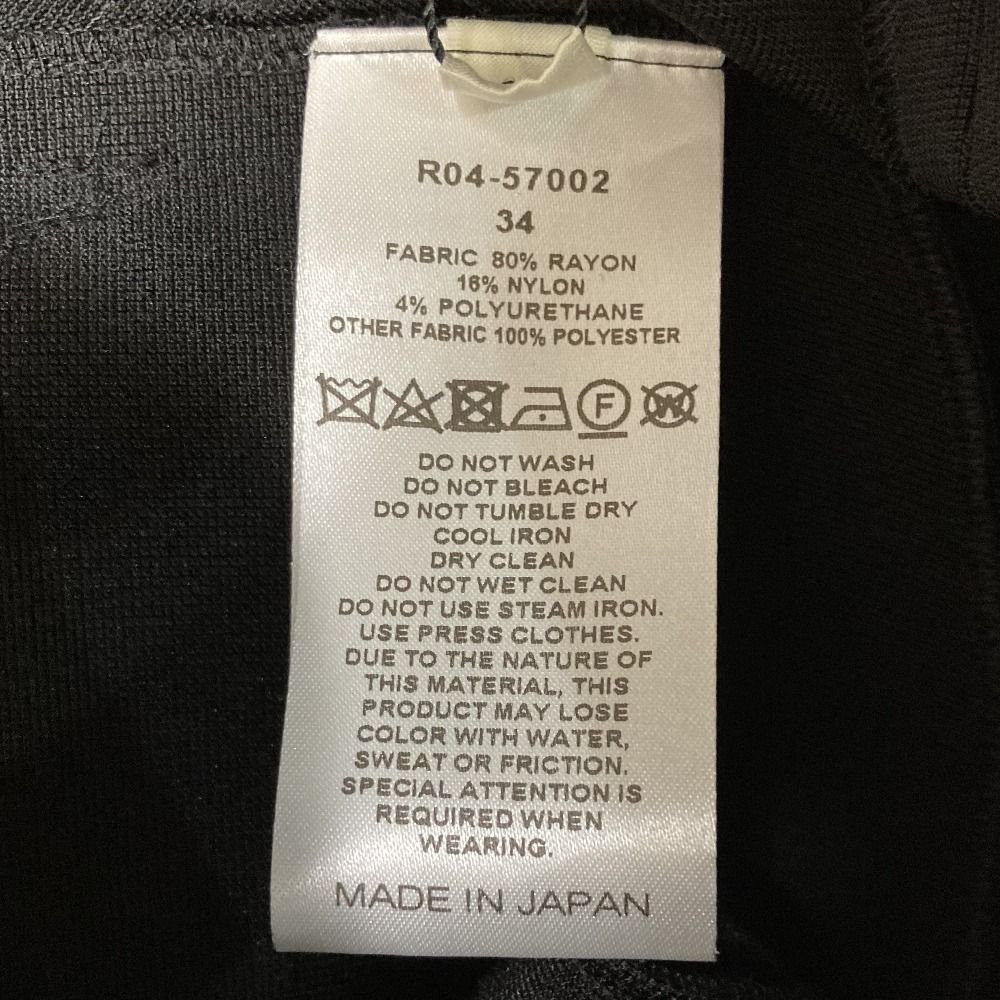 R04-57002
34
FABRIC 80% RAYON
16% NYLON
4% POLYURETHANE
OTHER FABRIC 100% POLYESTER
F W
DO NOT WASH
DO NOT BLEACH
DO NOT TUMBLE DRY
COOL IRON
DRY CLEAN
DO NOT WET CLEAN
DO NOT USE STEAM IRON.
USE PRESS CLOTHES.
DUE TO THE NATURE OF
THIS MATERIAL, THIS
PRODUCT MAY LOSE
COLOR WITH WATER,
SWEAT OR FRICTION.
SPECIAL ATTENTION IS
REQUIRED WHEN
WEARING.
MADE IN JAPAN